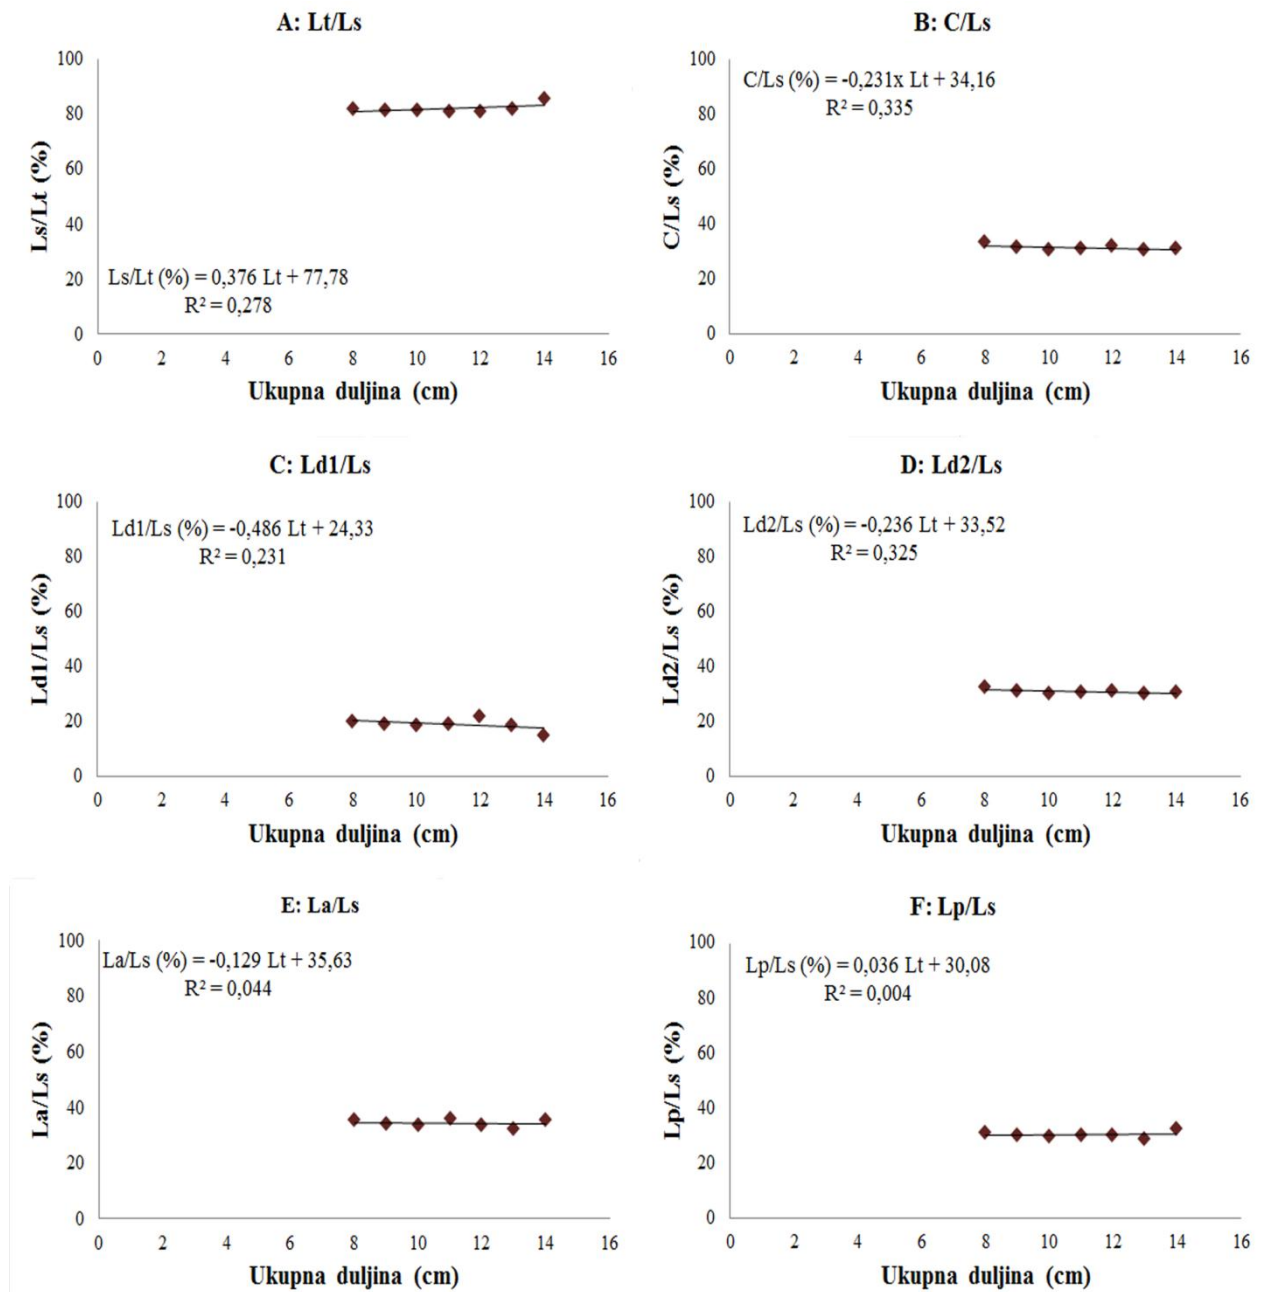 A: Lt/Ls
100
80
60
40
20
0
Ls/Lt (%)
Ls/Lt (%) = 0,376 Lt + 77,78
R² = 0,278
0 2 4 6 8 10 12 14 16
Ukupna duljina (cm)
B: C/Ls
100
80
60
40
20
0
C/Ls (%)
C/Ls (%) = -0,231x Lt + 34,16
R² = 0,335
0 2 4 6 8 10 12 14 16
Ukupna duljina (cm)
C: Ld1/Ls
100
80
60
40
20
0
Ld1/Ls (%)
Ld1/Ls (%) = -0,486 Lt + 24,33
R² = 0,231
0 2 4 6 8 10 12 14 16
Ukupna duljina (cm)
D: Ld2/Ls
100
80
60
40
20
0
Ld2/Ls (%)
Ld2/Ls (%) = -0,236 Lt + 33,52
R² = 0,325
0 2 4 6 8 10 12 14 16
Ukupna duljina (cm)
E: La/Ls
100
80
60
40
20
0
La/Ls (%)
La/Ls (%) = -0,129 Lt + 35,63
R² = 0,044
0 2 4 6 8 10 12 14 16
Ukupna duljina (cm)
F: Lp/Ls
100
80
60
40
20
0
Lp/Ls (%)
Lp/Ls (%) = 0,036 Lt + 30,08
R² = 0,004
0 2 4 6 8 10 12 14 16
Ukupna duljina (cm)